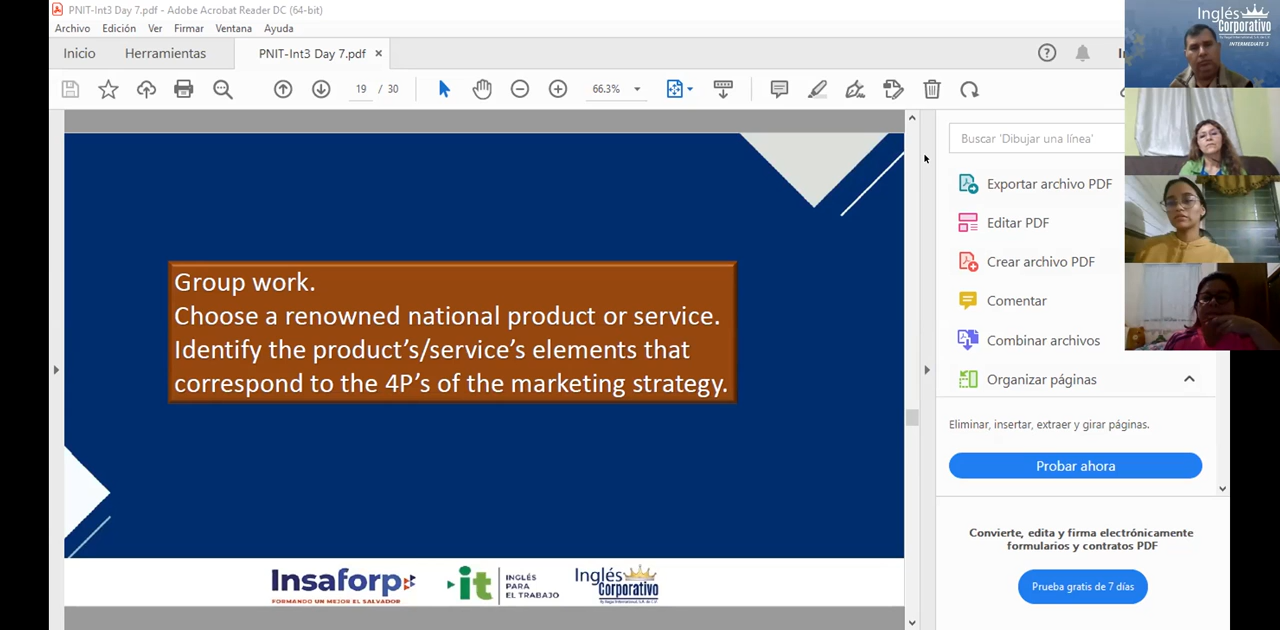 PNIT-Int3 Day 7.pdf - Adobe Acrobat Reader DC (64-bit)
Archivo Edición Ver Firmar Ventana Ayuda
Inicio Herramientas PNIT-Int3 Day 7.pdf ×
19 / 30 66.3%
Buscar 'Dibujar una línea'
Exportar archivo PDF
Editar PDF
Crear archivo PDF
Comentar
Combinar archivos
Organizar páginas
Eliminar, insertar, extraer y girar páginas.
Probar ahora
Convierte, edita y firma electrónicamente
formularios y contratos PDF
Prueba gratis de 7 días
Group work.
Choose a renowned national product or service.
Identify the product's/service's elements that
correspond to the 4P's of the marketing strategy.
Insaforp
FORMANDO UN MEJOR EL SALVADOR
it
INGLÉS
PARA
EL TRABAJO
Inglés
Corporativo
Inglés
Corporativo
INTERMEDIATE 3